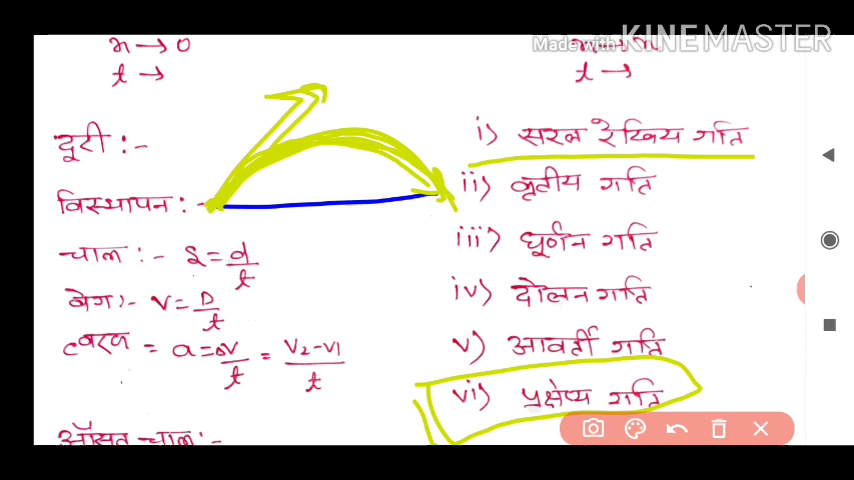 Made with KINEMASTER
x → 0
t →
t →
दूरी :-
विस्थापन :-
चाल :- S = d/t
वेग :- V = D/t
त्वरण = a = ΔV/t = V2-V1/t
औसत चाल :-
i) सरल रेखिय गति
ii) वृतीय गति
iii) घूर्णन गति
iv) दोलन गति
v) आवर्ती गति
vi) प्रक्षेप्य गति